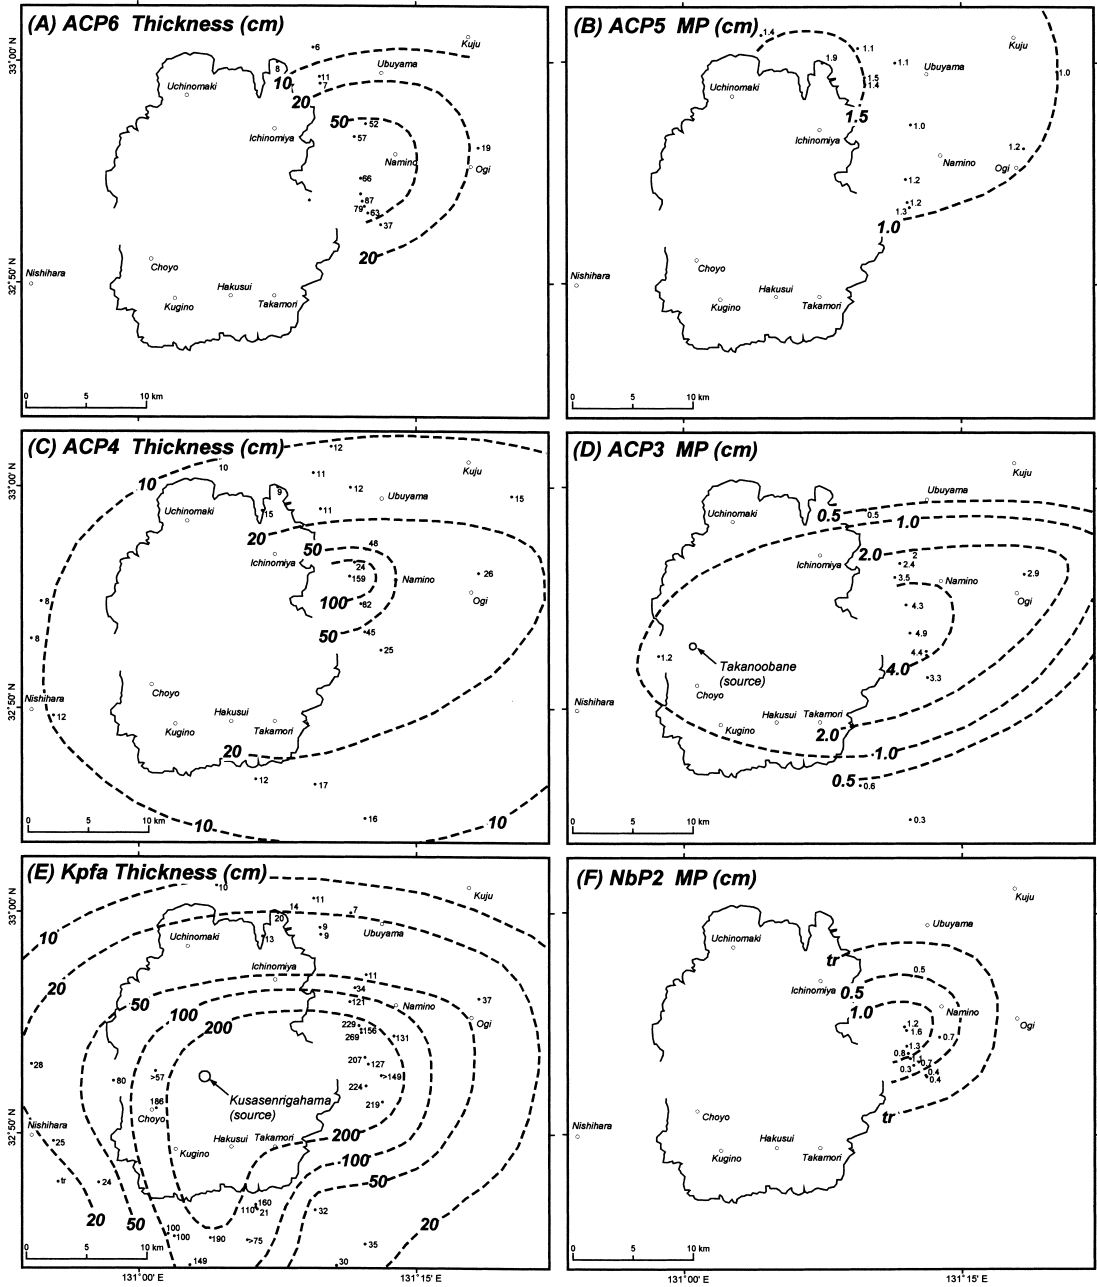 (A) ACP6 Thickness (cm)
Kuju
6
Ubuyama
8
10
11
7
Uchinomaki
20
50
52
57
Ichinomiya
Namino
19
Ogi
66
87
79
63
37
20
Choyo
Nishihara
Hakusui
Kugino
Takamori
0 5 10 km
33°00' N
32°50' N
(B) ACP5 MP (cm)
1.4
Kuju
1.1
1.9
1.1
Ubuyama
1.0
1.5
1.4
Uchinomaki
1.5
1.0
Ichinomiya
1.2
Namino
Ogi
1.2
1.2
1.3
1.0
Choyo
Nishihara
Hakusui
Kugino
Takamori
0 5 10 km
(C) ACP4 Thickness (cm)
12
10
Kuju
11
10
9
12
Ubuyama
15
15
11
Uchinomaki
20
50
48
Ichinomiya
24
159
Namino
26
Ogi
8
100
82
8
50
45
25
Choyo
Nishihara
12
Hakusui
Kugino
Takamori
20
12
17
16
10
10
0 5 10 km
33°00' N
32°50' N
(D) ACP3 MP (cm)
Kuju
Ubuyama
0.5
0.5
1.0
Uchinomaki
2.0
2
2.4
Ichinomiya
3.5
Namino
2.9
Ogi
4.3
4.9
4.4
1.2
4.0
Takanoobane
(source)
3.3
Choyo
Nishihara
Hakusui
Takamori
Kugino
2.0
1.0
0.5
0.6
0.3
0 5 10 km
(E) Kpfa Thickness (cm)
10
Kuju
11
14
7
20
9
9
Ubuyama
13
10
Uchinomaki
Ichinomiya
11
20
34
50
121
Namino
37
100
200
229
156
269
131
Ogi
207
127
28
80
>57
>149
224
Kusasenrigahama
(source)
186
219
Choyo
Nishihara
25
Hakusui
Takamori
200
Kugino
100
tr
24
50
160
110
21
32
20
50
20
100
100
190
>75
35
149
30
0 5 10 km
33°00' N
32°50' N
131°00' E
131°15' E
(F) NbP2 MP (cm)
Kuju
Ubuyama
Uchinomaki
tr
0.5
Ichinomiya
0.5
1.0
Namino
1.2
1.6
0.7
Ogi
1.3
0.8
1.1
0.7
0.3
0.4
0.4
tr
Choyo
Nishihara
Hakusui
Kugino
Takamori
0 5 10 km
131°00' E
131°15' E